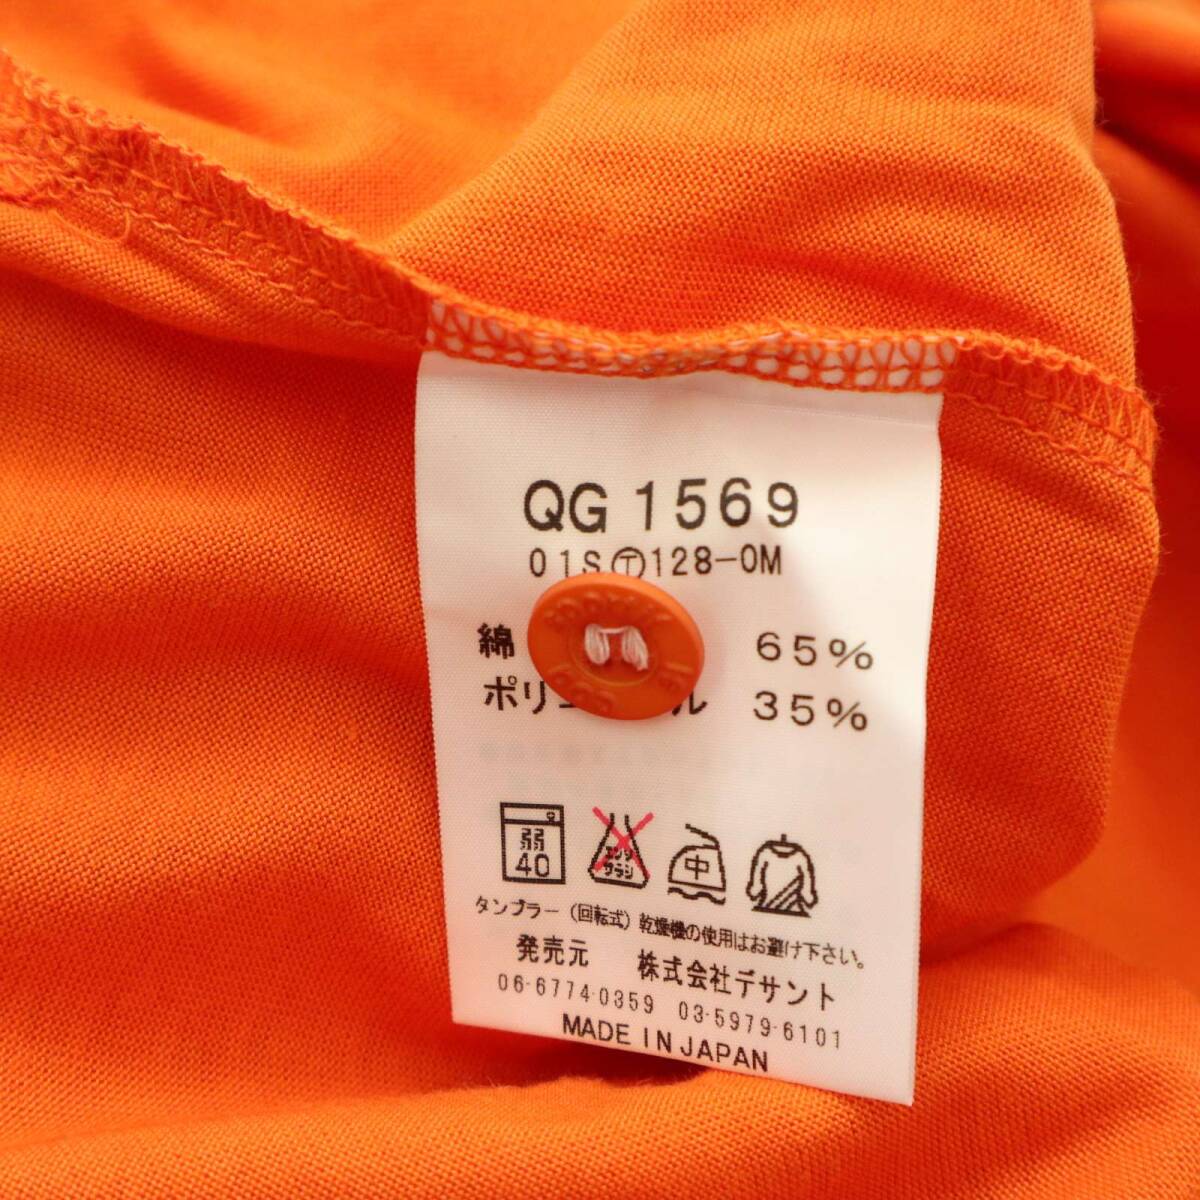 QG 1569
01SⓉ128-0M
綿 65%
ポリ ル 35%
弱
40
エンソ
サラシ
中
タンブラー(回転式)乾燥機の使用はお避け下さい。
発売元 株式会社デサント
06-6774-0359 03-5979-6101
MADE IN JAPAN